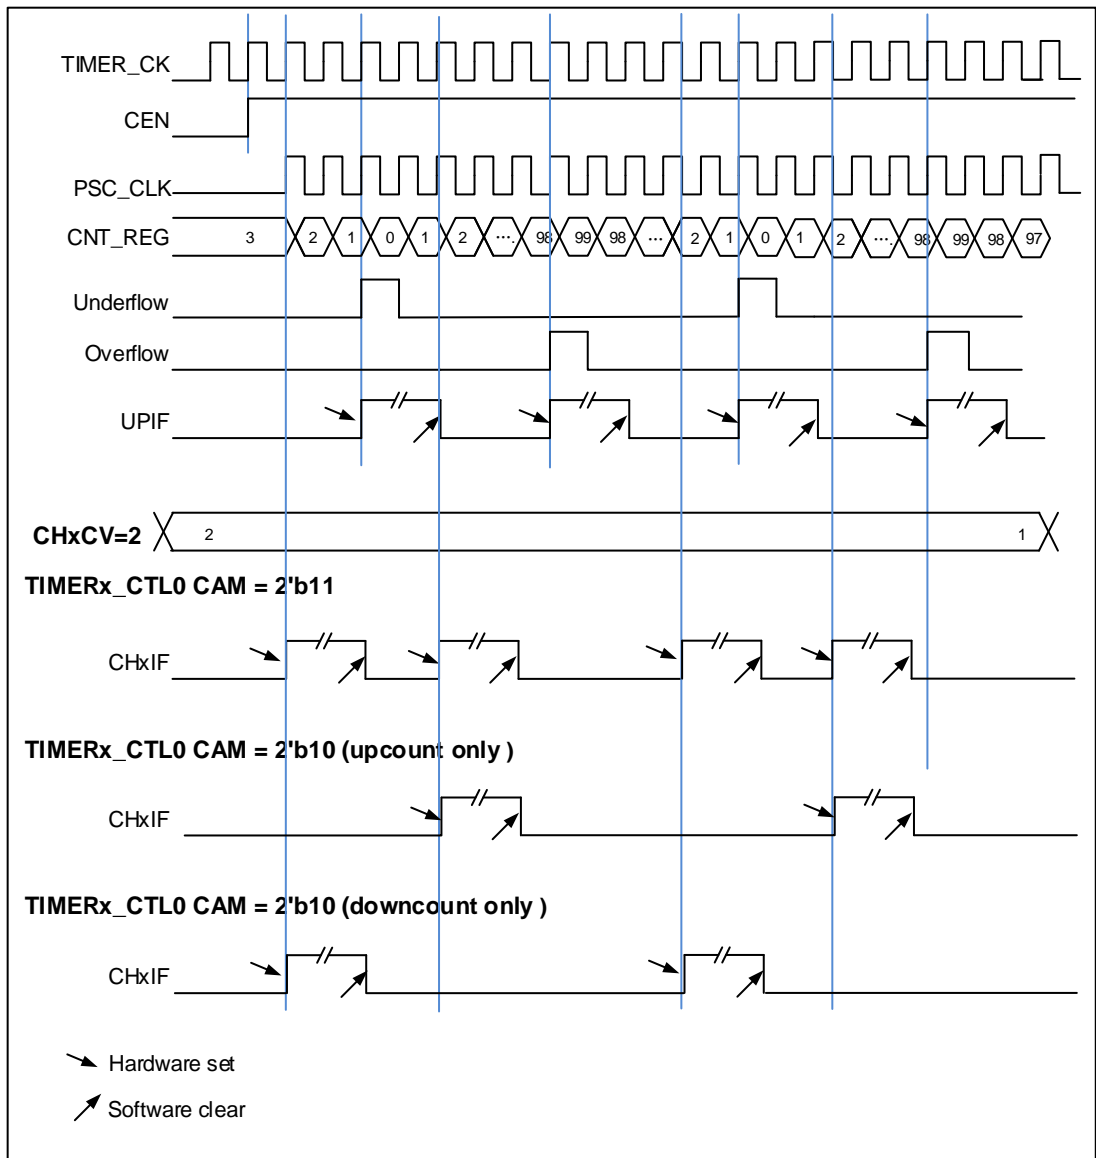 TIMER_CK
CEN
PSC_CLK
CNT_REG 3 2 1 0 1 2 .... 98 99 98 ... 2 1 0 1 2 .... 98 99 98 97
Underflow
Overflow
UPIF
CHxCV=2 2 1
TIMERx_CTL0 CAM = 2'b11
CHxIF
TIMERx_CTL0 CAM = 2'b10 (upcount only )
CHxIF
TIMERx_CTL0 CAM = 2'b10 (downcount only )
CHxIF
Hardware set
Software clear